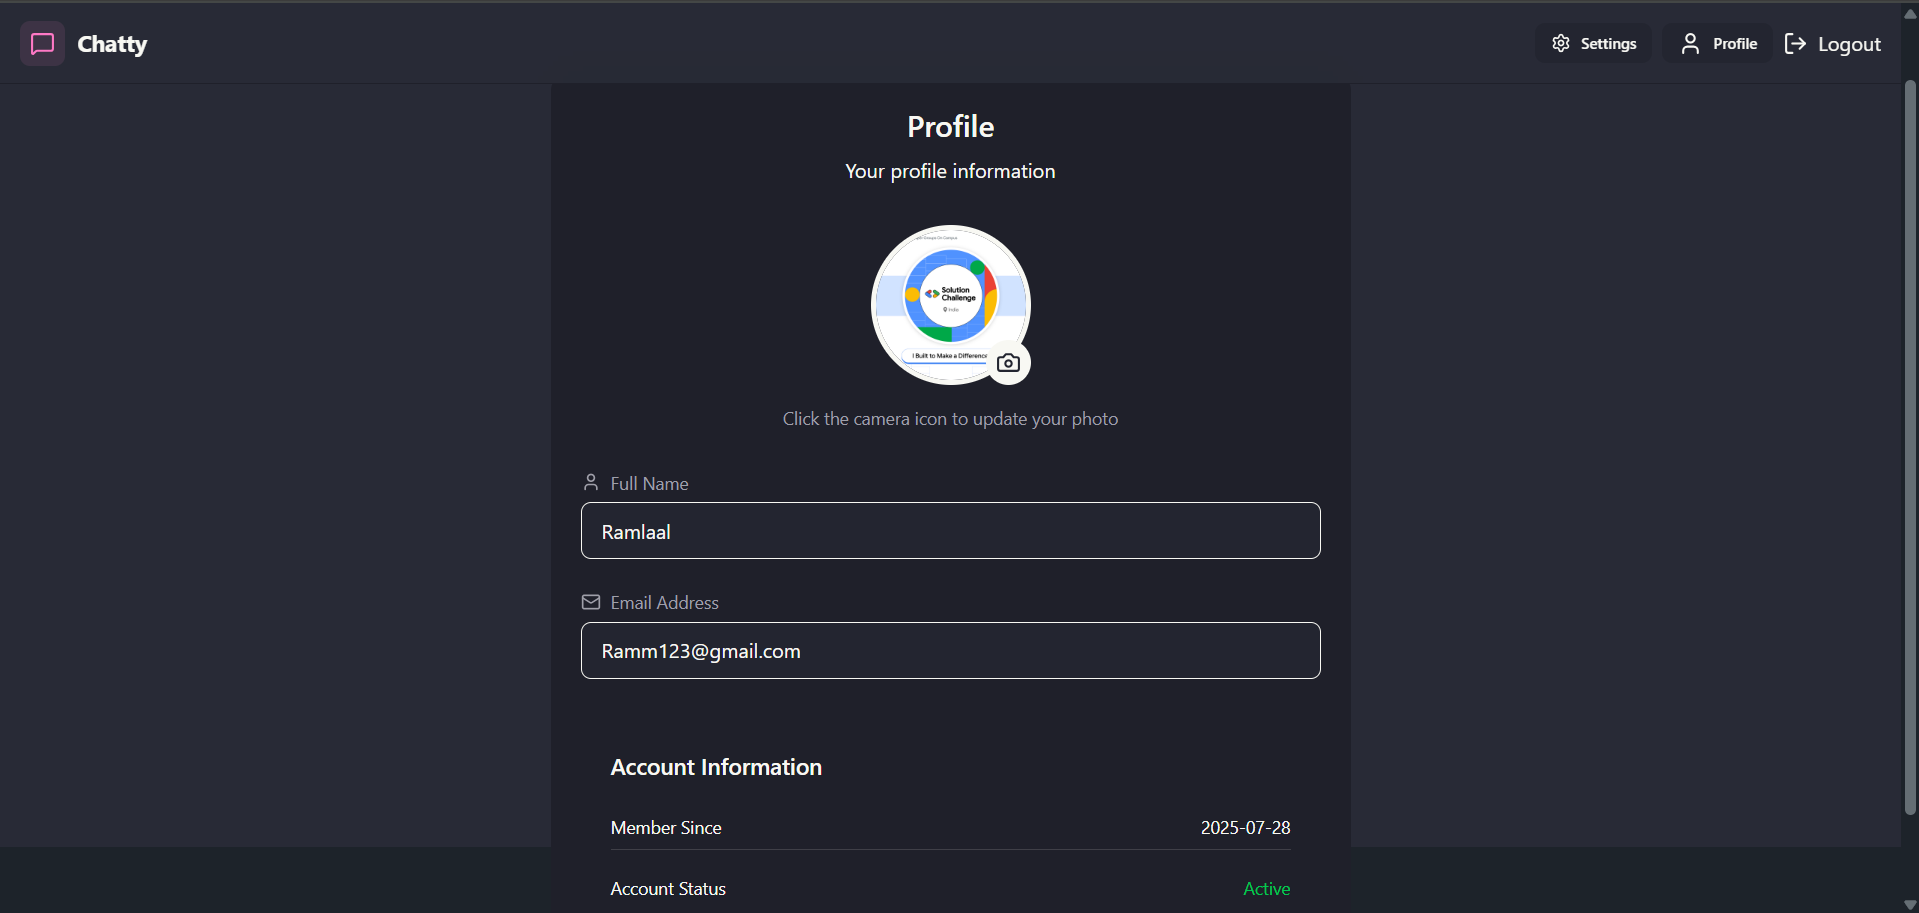 Chatty
Settings
Profile
Logout
Profile
Your profile information
Solution
Challenge
India
I Built to Make a Difference
Click the camera icon to update your photo
Full Name
Ramlaal
Email Address
Ramm123@gmail.com
Account Information
Member Since 2025-07-28
Account Status Active